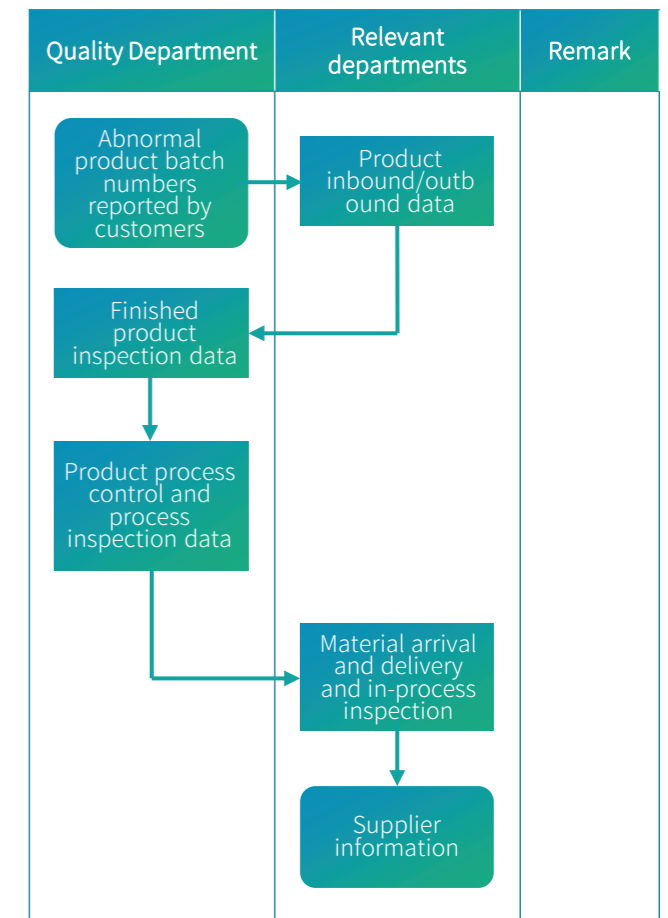 Quality Department
Relevant
departments
Remark
Abnormal
product batch
numbers
reported by
customers
Product
inbound/outb
ound data
Finished
product
inspection data
Product process
control and
process
inspection data
Material arrival
and delivery
and in-process
inspection
Supplier
information